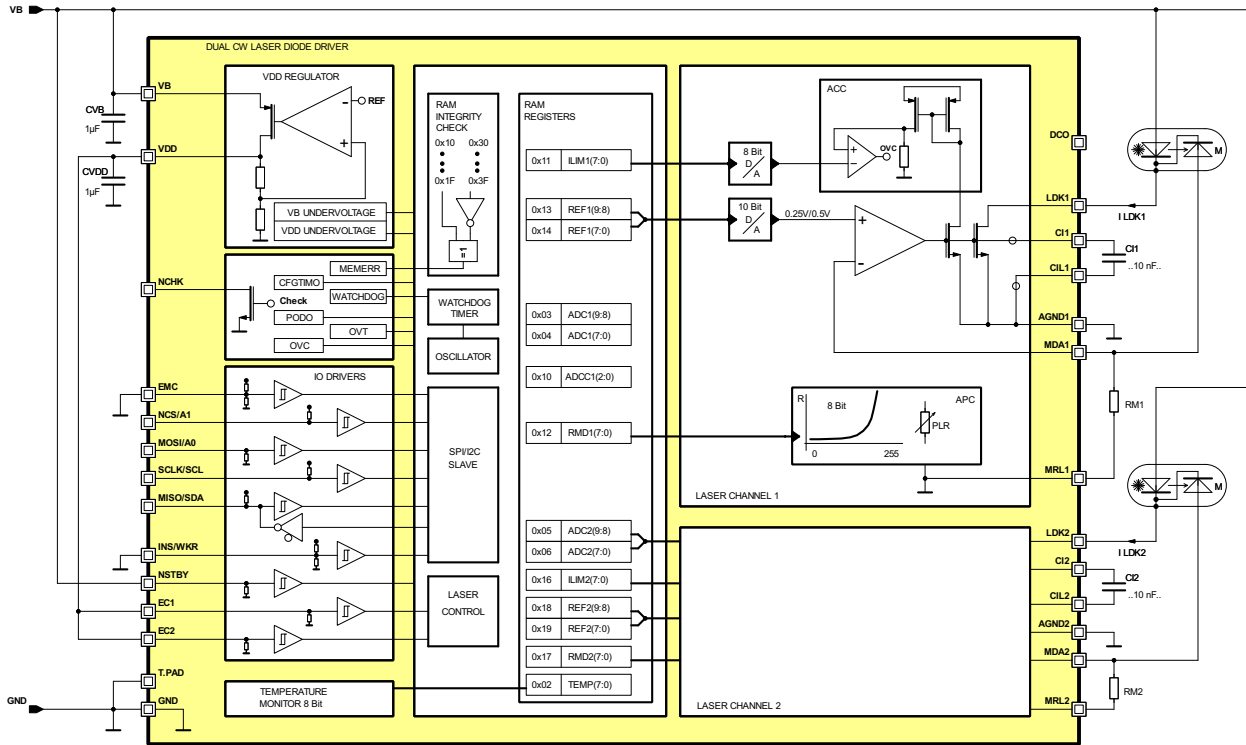 VB
DUAL CW LASER DIODE DRIVER
VB
CVB
1µF
VDD
CVDD
1µF
NCHK
EMC
NCS/A1
MOSI/A0
SCLK/SCL
MISO/SDA
INS/WKR
NSTBY
EC1
EC2
T.PAD
GND
GND
VDD REGULATOR
-
REF
+
VB UNDERVOLTAGE
VDD UNDERVOLTAGE
MEMERR
CFGTIMO
Check
WATCHDOG
PODO
OVT
OVC
IO DRIVERS
TEMPERATURE
MONITOR 8 Bit
RAM
INTEGRITY
CHECK
0x10 0x30
0x1F 0x3F
=1
WATCHDOG
TIMER
OSCILLATOR
SPI/I2C
SLAVE
LASER
CONTROL
RAM
REGISTERS
0x11 ILIM1(7:0)
0x13 REF1(9:8)
0x14 REF1(7:0)
0x03 ADC1(9:8)
0x04 ADC1(7:0)
0x10 ADCC1(2:0)
0x12 RMD1(7:0)
0x05 ADC2(9:8)
0x06 ADC2(7:0)
0x16 ILIM2(7:0)
0x18 REF2(9:8)
0x19 REF2(7:0)
0x17 RMD2(7:0)
0x02 TEMP(7:0)
ACC
+
-
OVC
8 Bit
D
A
10 Bit
D
A
0.25V/0.5V
+
-
R
8 Bit
0 255
APC
PLR
LASER CHANNEL 1
LASER CHANNEL 2
DCO
LDK1
CI1
CIL1
AGND1
MDA1
MRL1
LDK2
CI2
CIL2
AGND2
MDA2
MRL2
M
I LDK1
CI1
..10 nF..
RM1
M
I LDK2
CI2
..10 nF..
RM2